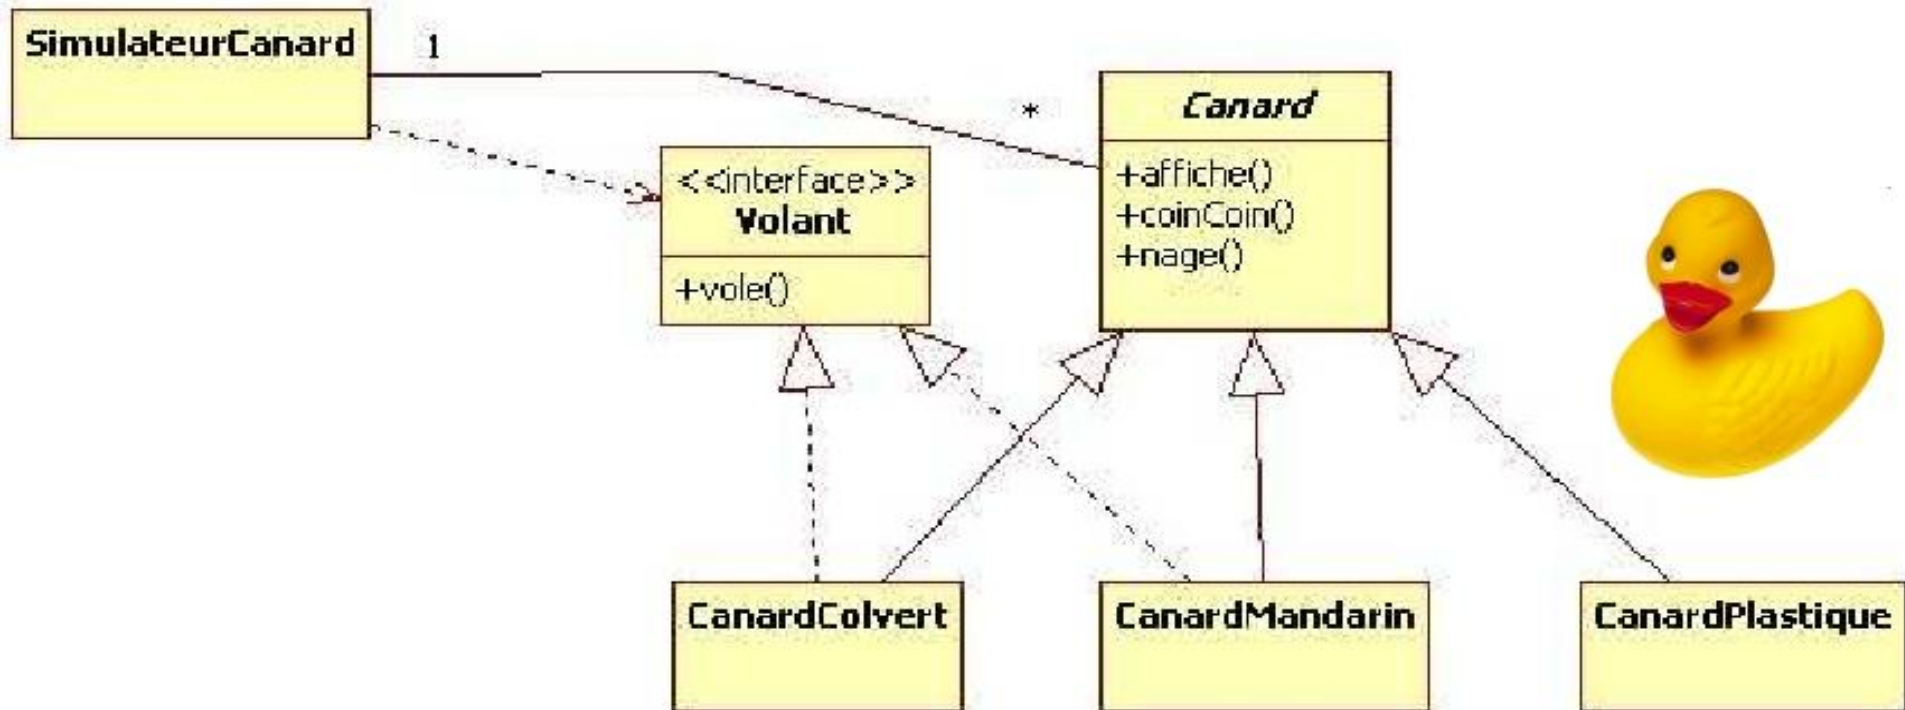 SimulateurCanard
1
*
Canard
+affiche()
+coinCoin()
+nage()
<<interface>>
Volant
+vole()
CanardColvert
CanardMandarin
CanardPlastique